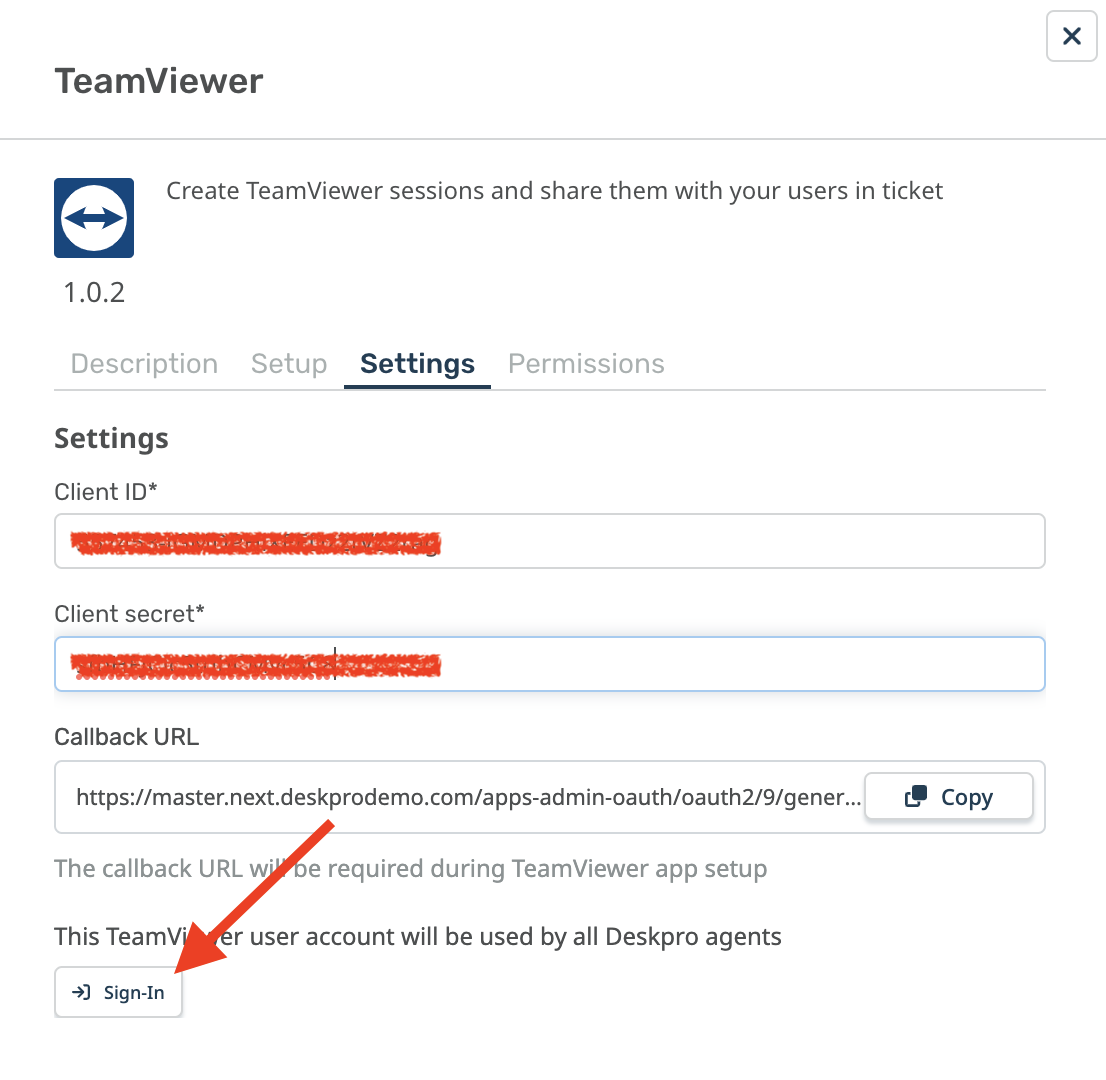 TeamViewer
Create TeamViewer sessions and share them with your users in ticket
1.0.2
Description Setup Settings Permissions
Settings
Client ID*
Client secret*
Callback URL
https://master.next.deskprodemo.com/apps-admin-oauth/oauth2/9/gener... Copy
The callback URL will be required during TeamViewer app setup
This TeamViewer user account will be used by all Deskpro agents
Sign-In